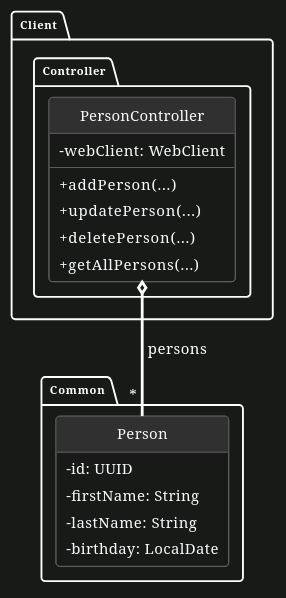 Client
Controller
PersonController
-webClient: WebClient
+addPerson(...)
+updatePerson(...)
+deletePerson(...)
+getAllPersons(...)
persons
*
Common
Person
-id: UUID
-firstName: String
-lastName: String
-birthday: LocalDate